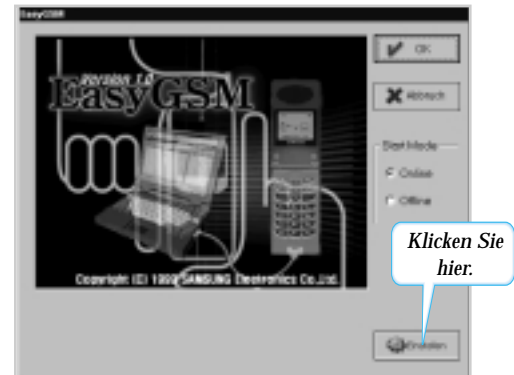 EasyGSM
version 1.0
EasyGSM
Copyright (C) 1999 SAMSUNG Electronics Co.,Ltd.
OK
Abbruch
Start Mode
Online
Offline
Klicken Sie
hier.
Einstellen